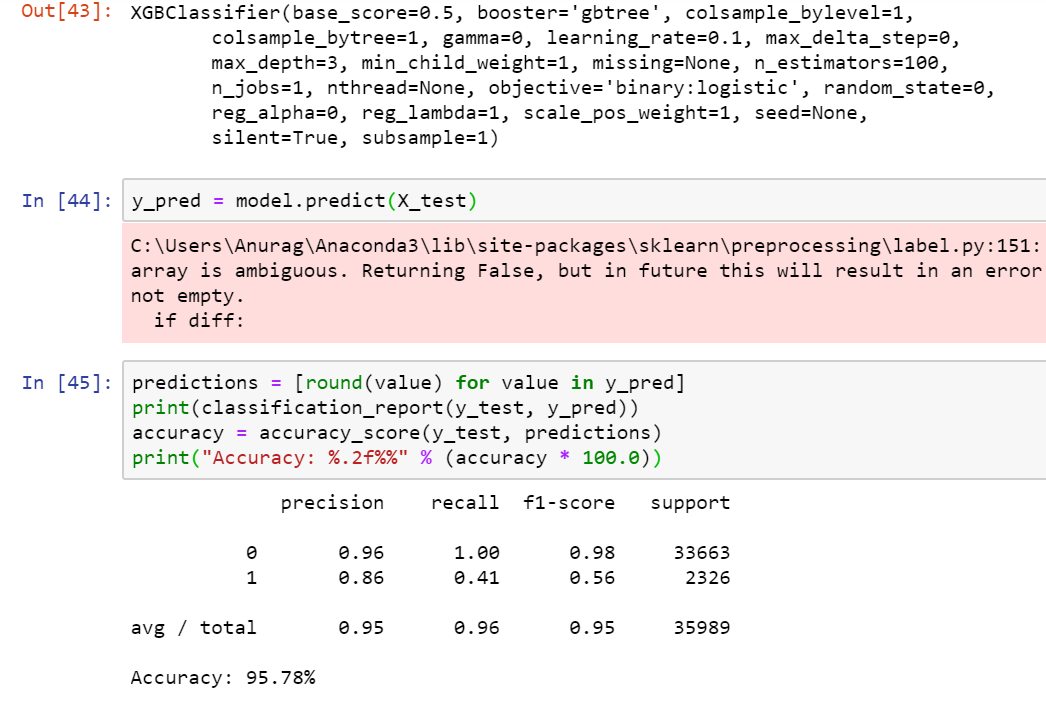 Out[43]: XGBClassifier(base_score=0.5, booster='gbtree', colsample_bylevel=1,
colsample_bytree=1, gamma=0, learning_rate=0.1, max_delta_step=0,
max_depth=3, min_child_weight=1, missing=None, n_estimators=100,
n_jobs=1, nthread=None, objective='binary:logistic', random_state=0,
reg_alpha=0, reg_lambda=1, scale_pos_weight=1, seed=None,
silent=True, subsample=1)
In [44]: y_pred = model.predict(X_test)
C:\Users\Anurag\Anaconda3\lib\site-packages\sklearn\preprocessing\label.py:151:
array is ambiguous. Returning False, but in future this will result in an error
not empty.
if diff:
In [45]: predictions = [round(value) for value in y_pred]
print(classification_report(y_test, y_pred))
accuracy = accuracy_score(y_test, predictions)
print("Accuracy: %.2f%%" % (accuracy * 100.0))
precision recall f1-score support
0 0.96 1.00 0.98 33663
1 0.86 0.41 0.56 2326
avg / total 0.95 0.96 0.95 35989
Accuracy: 95.78%